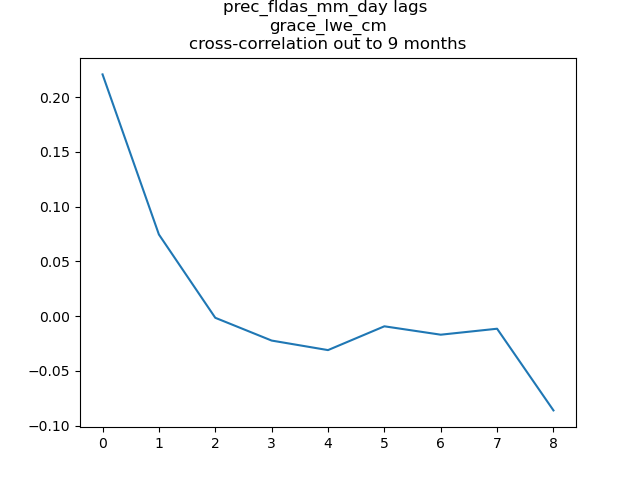 prec_fldas_mm_day lags
grace_lwe_cm
cross-correlation out to 9 months
0.20
0.15
0.10
0.05
0.00
−0.05
−0.10
0 1 2 3 4 5 6 7 8